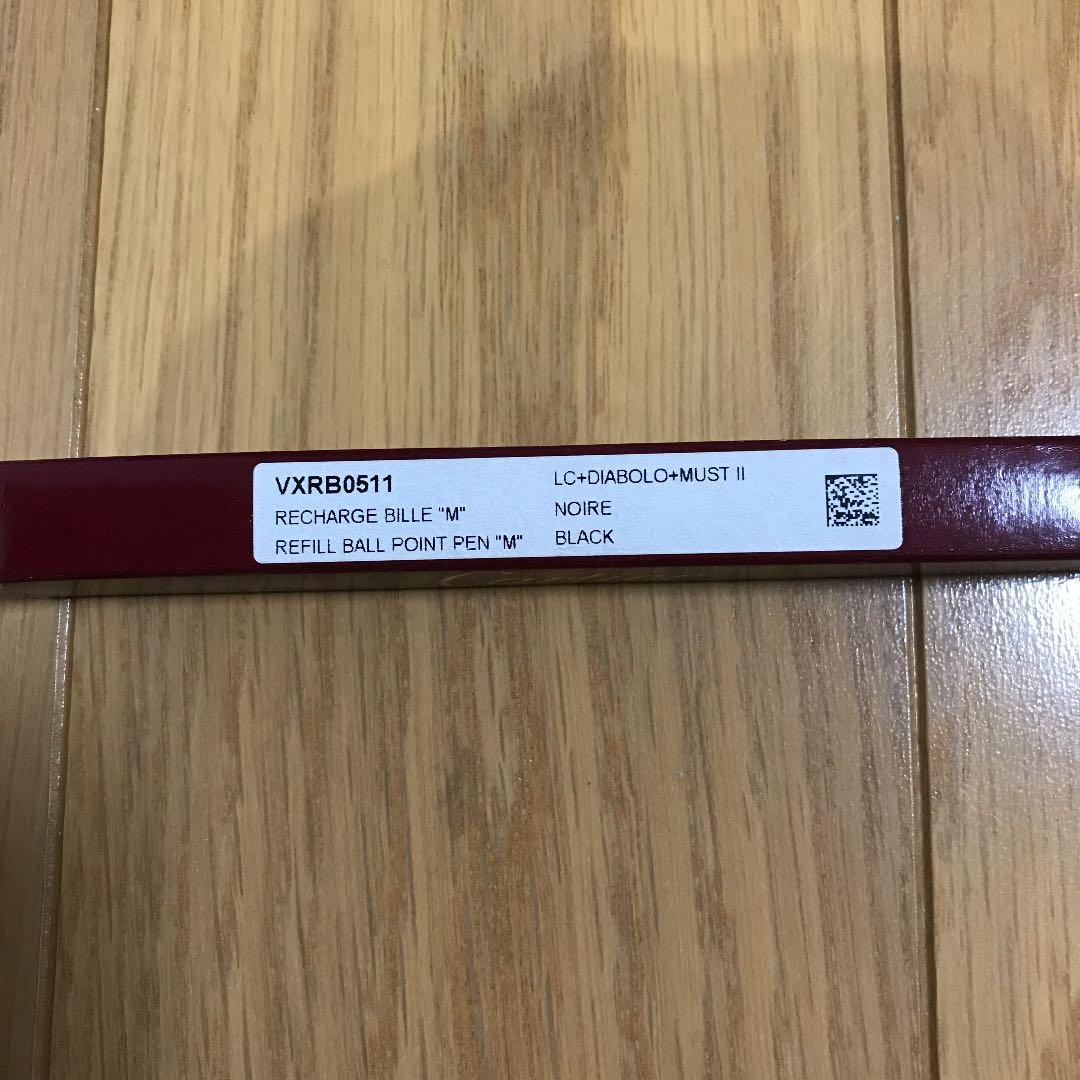 VXRB0511
RECHARGE BILLE "M"
REFILL BALL POINT PEN "M"
LC+DIABOLO+MUST II
NOIRE
BLACK